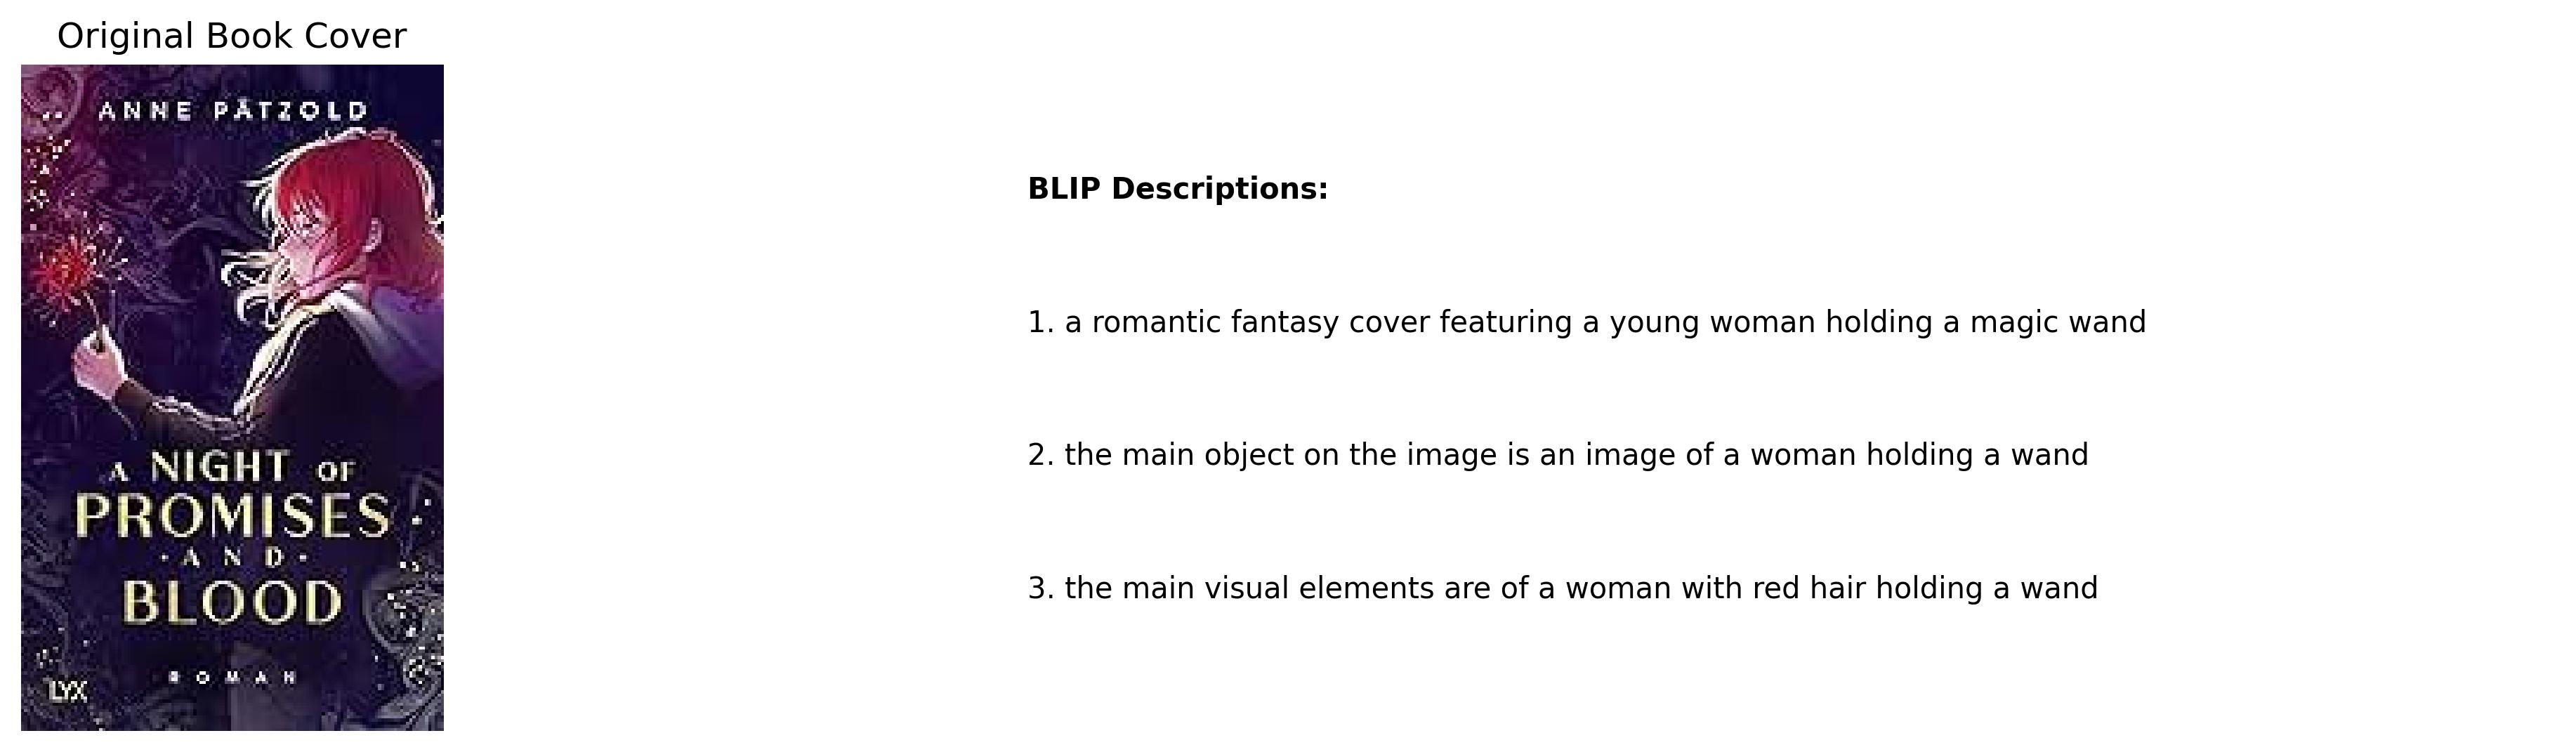 Original Book Cover
ANNE PÄTZOLD
A NIGHT OF
PROMISES
· AND ·
BLOOD
ROMAN
LYX
BLIP Descriptions:
1. a romantic fantasy cover featuring a young woman holding a magic wand
2. the main object on the image is an image of a woman holding a wand
3. the main visual elements are of a woman with red hair holding a wand